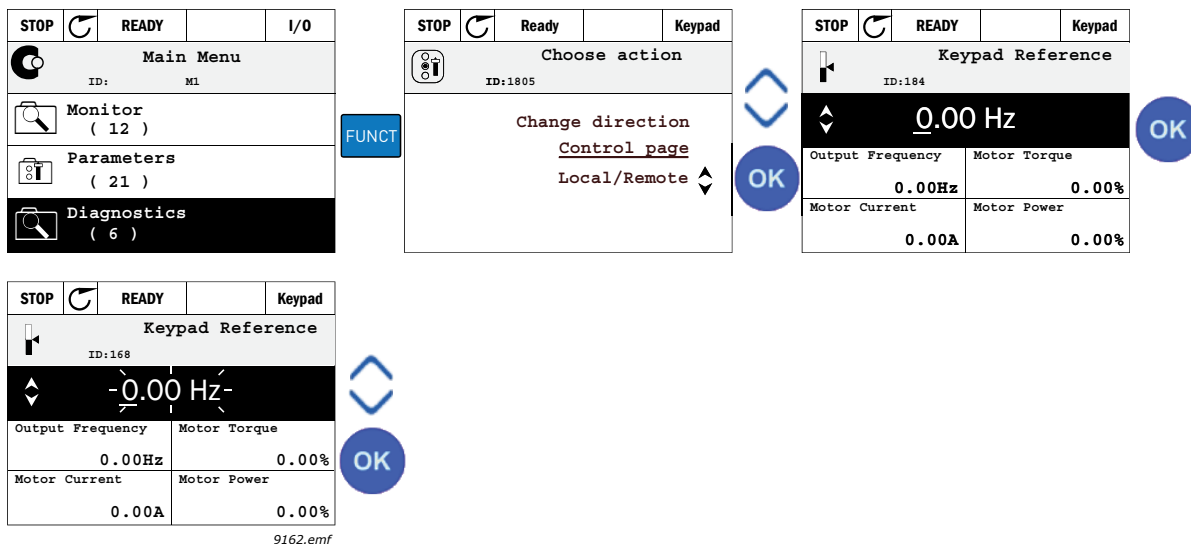 STOP READY I/O
Main Menu
ID: M1
Monitor
( 12 )
Parameters
( 21 )
Diagnostics
( 6 )
FUNCT
STOP Ready Keypad
Choose action
ID:1805
Change direction
Control page
Local/Remote
OK
STOP READY Keypad
Keypad Reference
ID:184
0.00 Hz
Output Frequency Motor Torque
0.00Hz 0.00%
Motor Current Motor Power
0.00A 0.00%
OK
STOP READY Keypad
Keypad Reference
ID:168
0.00 Hz
Output Frequency Motor Torque
0.00Hz 0.00%
Motor Current Motor Power
0.00A 0.00%
OK
9162.emf